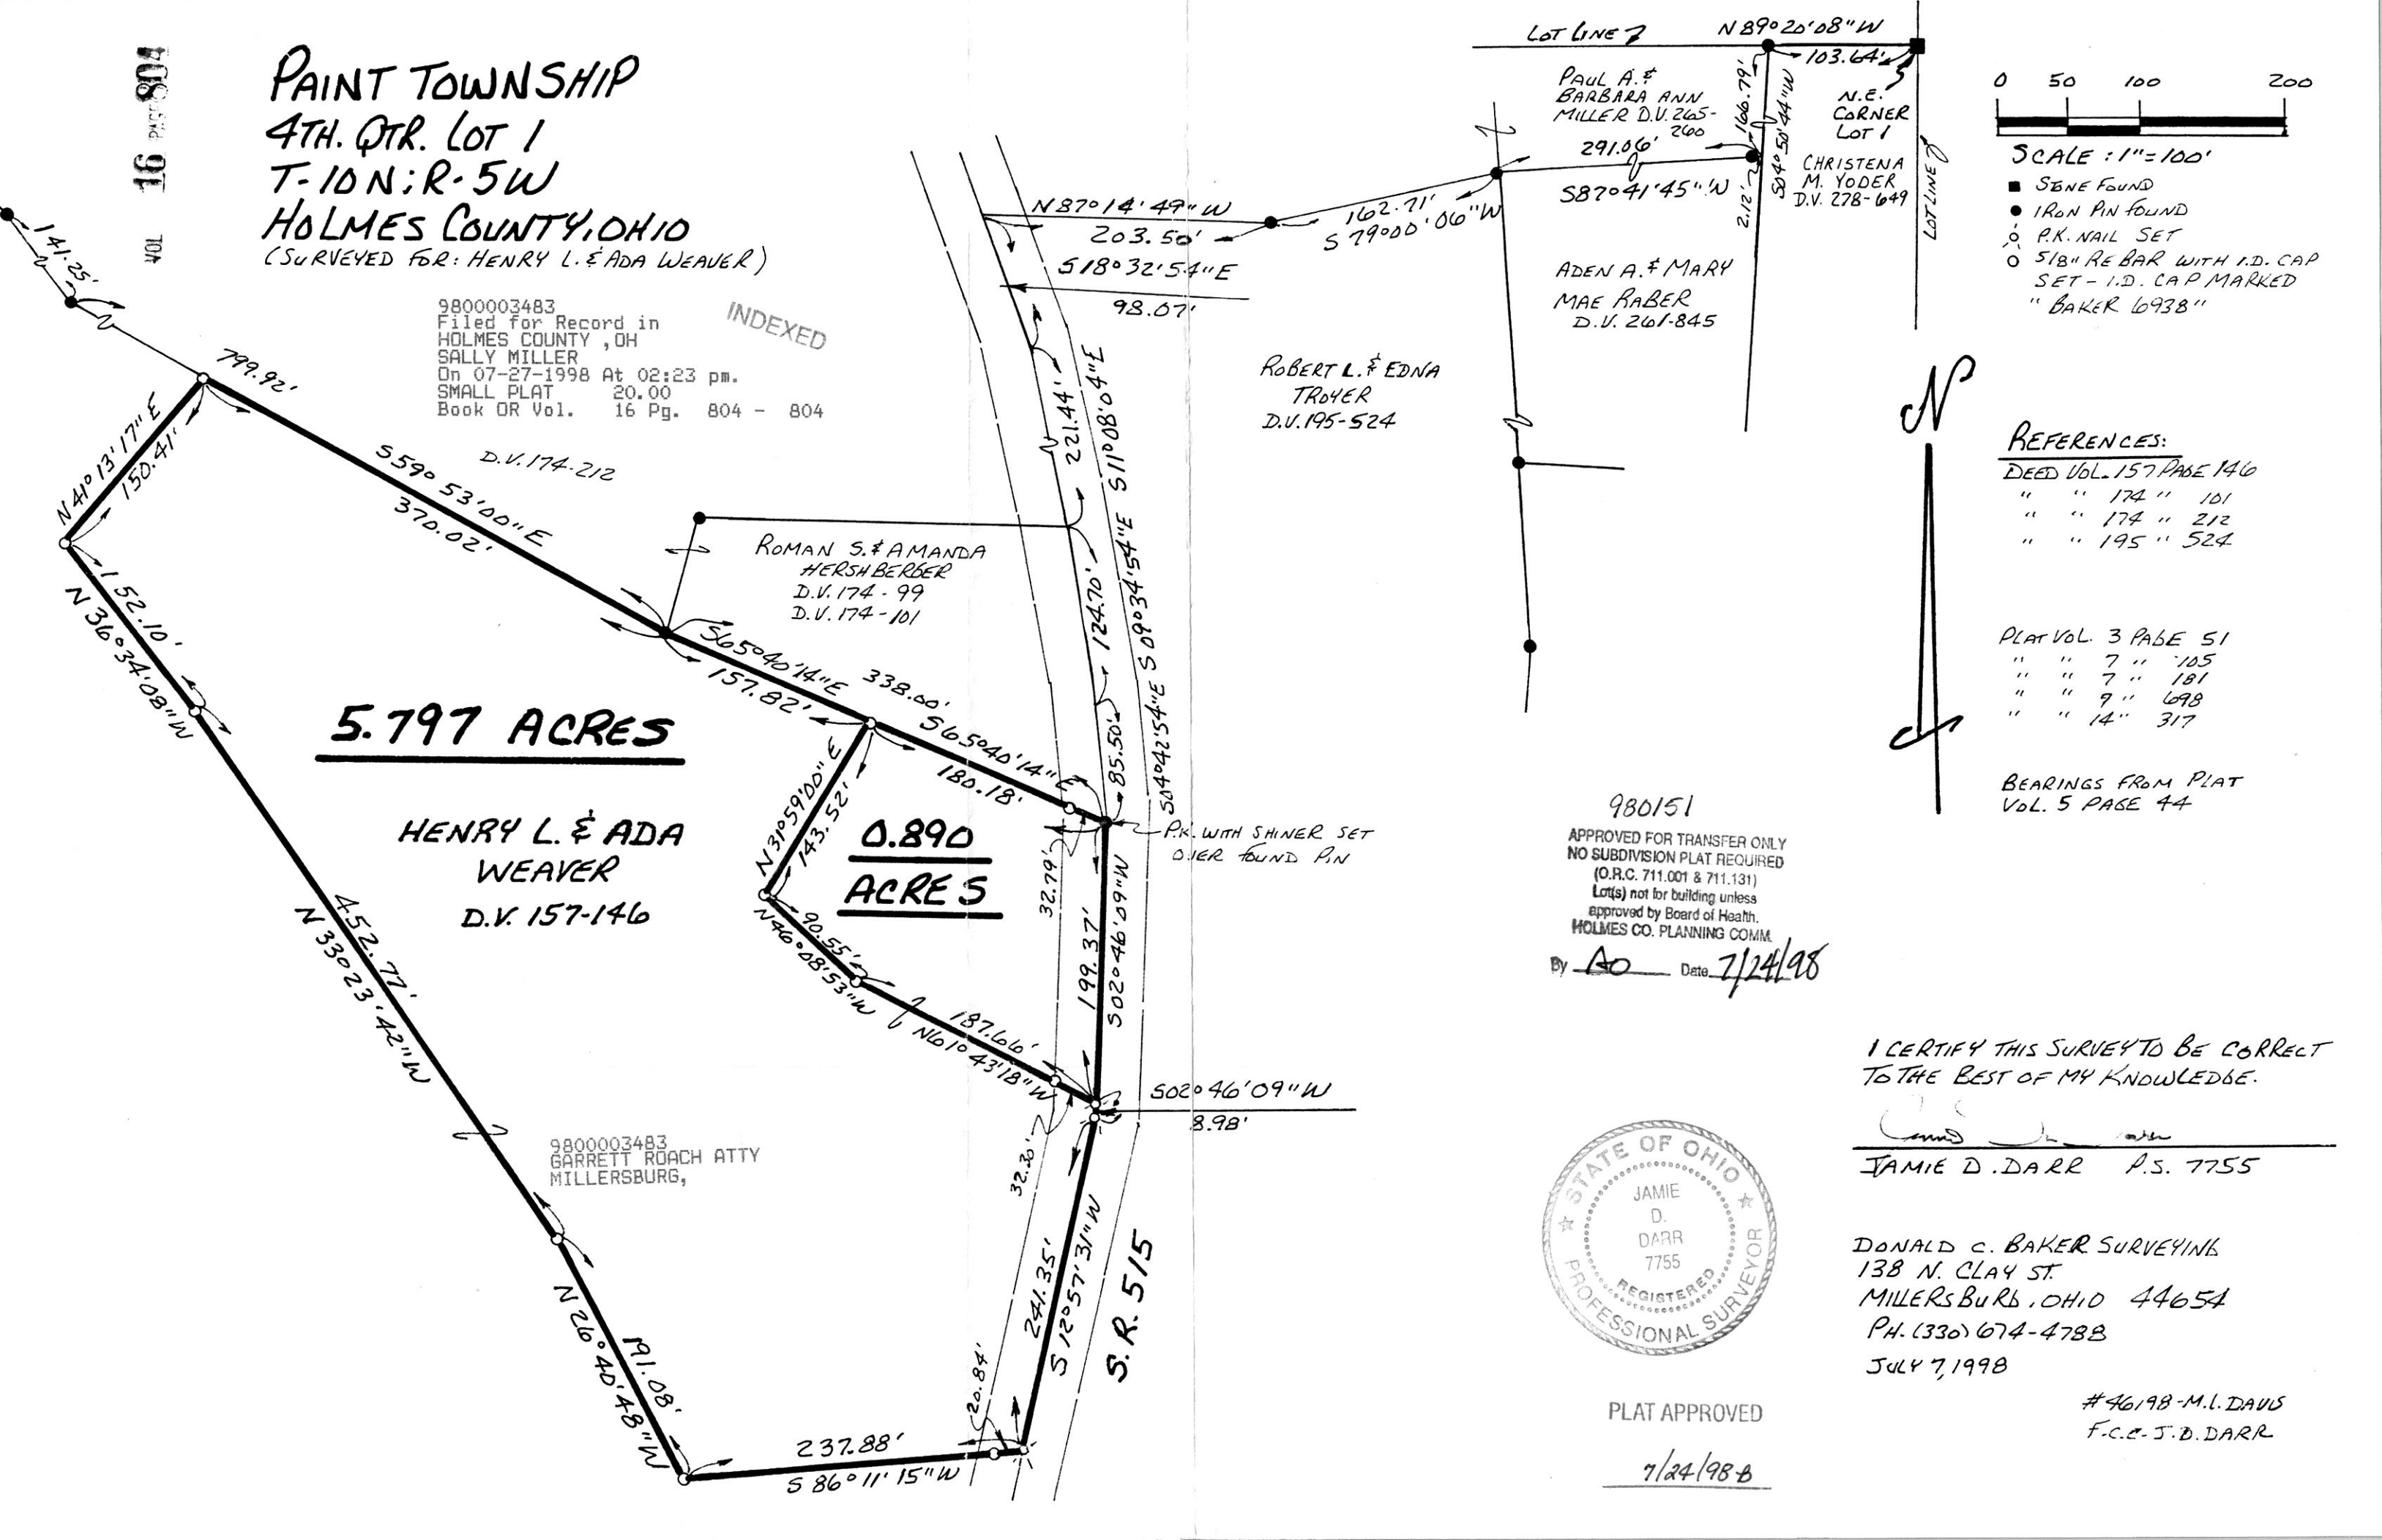 VOL 16 PAGE 804
PAINT TOWNSHIP
4TH. QTR. LOT 1
T-10N; R-5W
HOLMES COUNTY, OHIO
(SURVEYED FOR: HENRY L. & ADA WEAVER)
9800003483
Filed for Record in
HOLMES COUNTY ,OH
SALLY MILLER
On 07-27-1998 At 02:23 pm.
SMALL PLAT 20.00
Book OR Vol. 16 Pg. 804 - 804
INDEXED
141.25'
799.92'
N 41° 13' 17" E
150.41'
S 59° 53' 00" E
370.02'
D.V. 174-212
152.10'
N 36° 34' 08" W
ROMAN S. & AMANDA
HERSHBERGER
D.V. 174-99
D.V. 174-101
S 65° 40' 14" E
157.82'
338.00'
S 65° 40' 14" E
180.18'
5.797 ACRES
HENRY L. & ADA
WEAVER
D.V. 157-146
N 31° 59' 00" E
143.52'
0.890
ACRES
90.55'
N 46° 08' 53" W
187.66'
N 61° 43' 18" W
452.77'
N 33° 23' 42" W
9800003483
GARRETT ROACH ATTY
MILLERSBURG,
191.08'
N 26° 40' 48" W
237.88'
S 86° 11' 15" W
20.84'
241.35'
S 12° 57' 31" W
S.R. 515
32.30'
32.79'
S 02° 46' 09" W
8.98'
199.37'
S 02° 46' 09" W
P.K. WITH SHINER SET
OVER FOUND PIN
85.50'
S 04° 42' 54" E
124.70'
S 09° 34' 54" E
221.44'
S 11° 08' 04" E
N 87° 14' 49" W
203.50'
S 18° 32' 54" E
98.07'
162.71'
S 79° 00' 06" W
291.06'
S 87° 41' 45" W
LOT LINE
N 89° 20' 08" W
103.64'
166.79'
S 04° 50' 44" W
2.12'
PAUL A. &
BARBARA ANN
MILLER D.V. 265-
260
N.E.
CORNER
LOT 1
CHRISTENA
M. YODER
D.V. 278-649
LOT LINE
ADEN A. & MARY
MAE RABER
D.V. 261-845
ROBERT L. & EDNA
TROYER
D.V. 195-524
0 50 100 200
SCALE : 1"=100'
STONE FOUND
IRON PIN FOUND
P.K. NAIL SET
5/8" REBAR WITH I.D. CAP
SET - I.D. CAP MARKED
"BAKER 6938"
N
REFERENCES:
DEED VOL. 157 PAGE 146
" " 174 " 101
" " 174 " 212
" " 195 " 524
PLAT VOL. 3 PAGE 51
" " 7 " 105
" " 7 " 181
" " 9 " 698
" " 14 " 317
BEARINGS FROM PLAT
VOL. 5 PAGE 44
980151
APPROVED FOR TRANSFER ONLY
NO SUBDIVISION PLAT REQUIRED
(O.R.C. 711.001 & 711.131)
Lot(s) not for building unless
approved by Board of Health.
HOLMES CO. PLANNING COMM.
By AO Date 7/24/98
I CERTIFY THIS SURVEY TO BE CORRECT
TO THE BEST OF MY KNOWLEDGE.
JAMIE D. DARR P.S. 7755
STATE OF OHIO
JAMIE
D.
DARR
7755
REGISTERED
PROFESSIONAL SURVEYOR
DONALD C. BAKER SURVEYING
138 N. CLAY ST.
MILLERSBURG, OHIO 44654
PH. (330) 674-4788
JULY 7, 1998
#46198-M.L. DAVIS
F.C.C-J.D. DARR
PLAT APPROVED
7/24/98 B